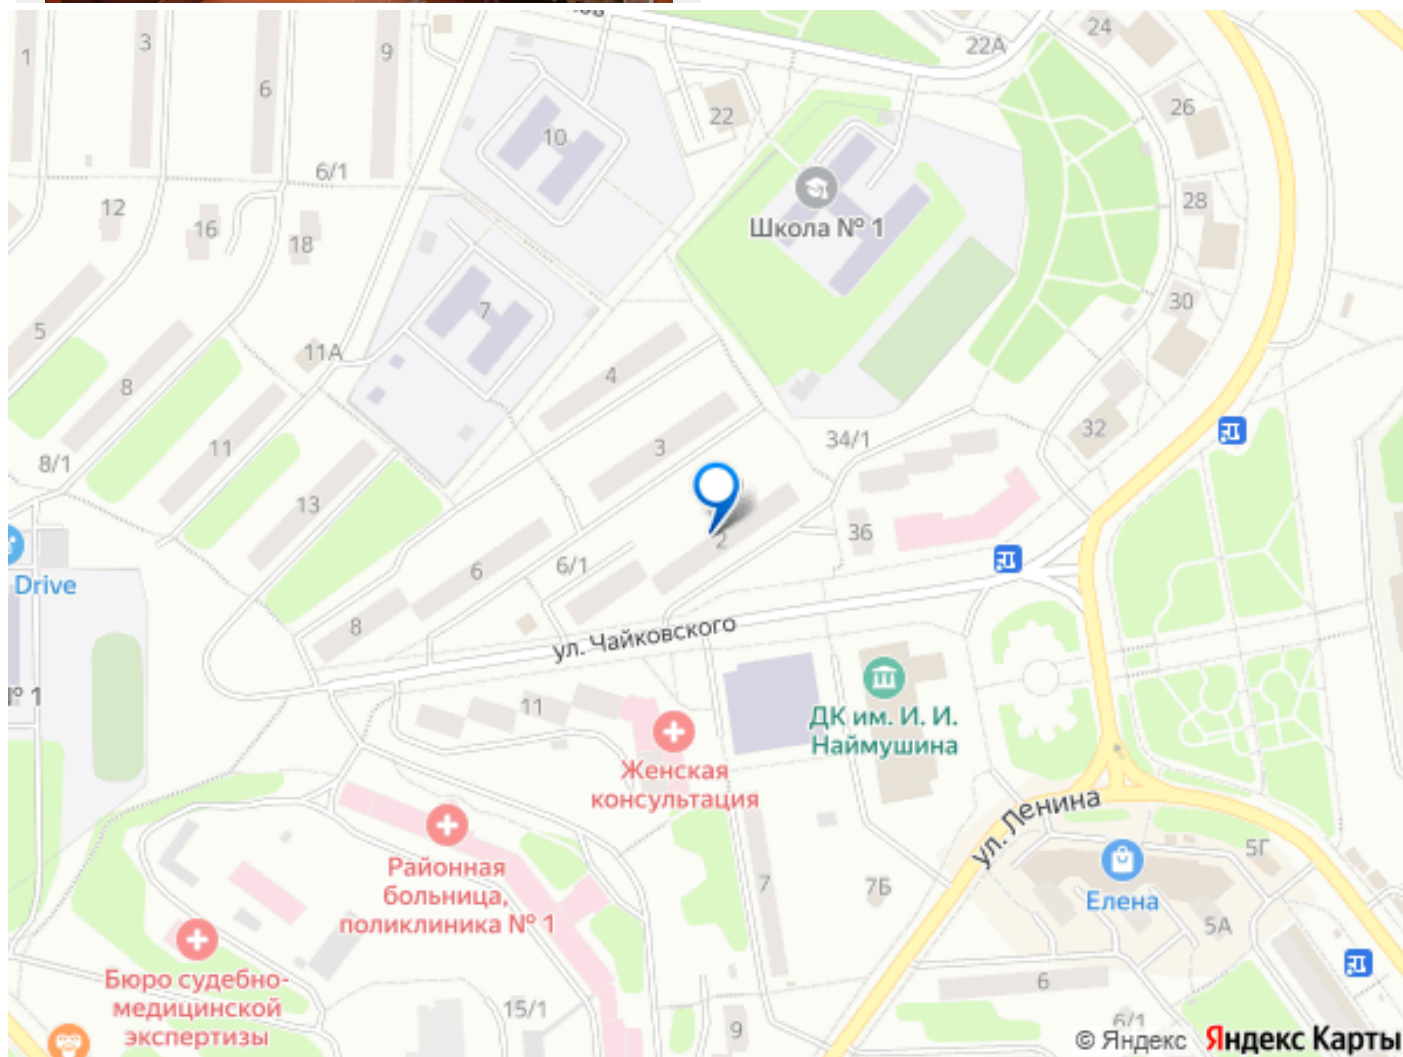 24
22А
1
3
9
6
26
22
10
6/1
28
12
16
18
Школа № 1
30
7
5
11А
8
4
32
3
34/1
11
8/1
13
36
2
6
6/1
Drive
8
ул. Чайковского
№ 1
11
ДК им. И. И.
Наймушина
Женская
консультация
ул. Ленина
Районная
больница,
поликлиника № 1
7
7Б
Елена
5Г
5А
Бюро судебно-
медицинской
экспертизы
15/1
9
6
6/1
© Яндекс Яндекс Карты